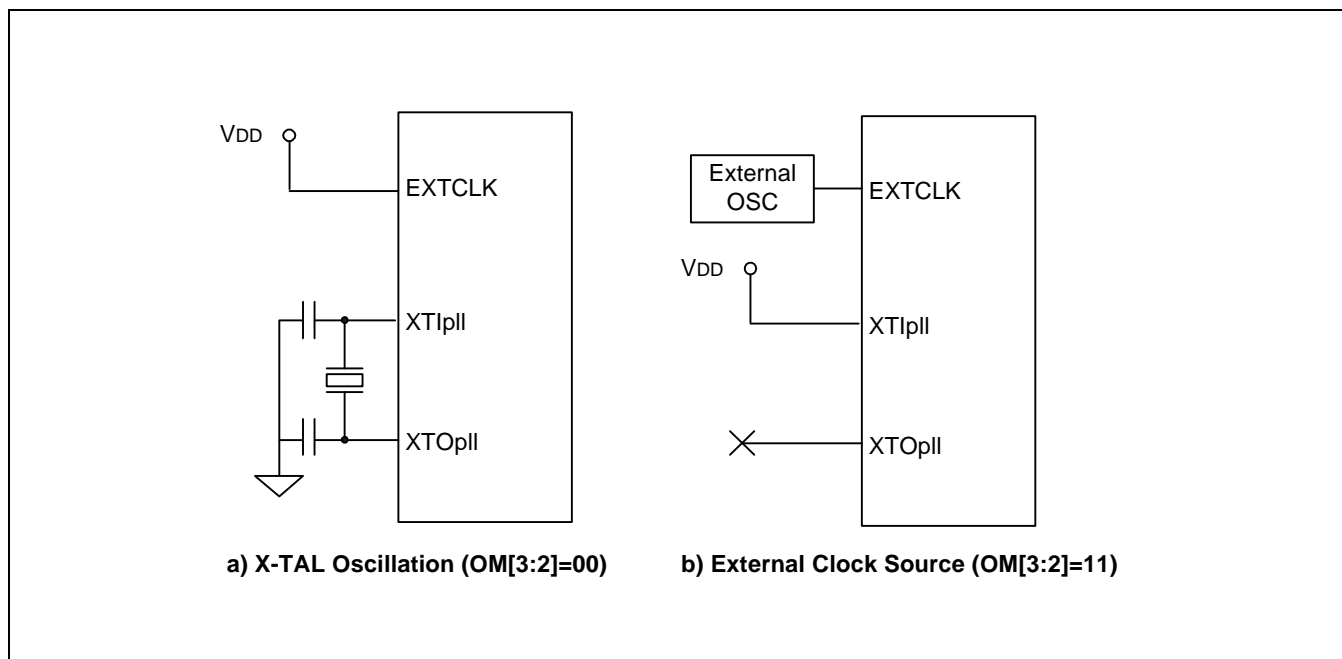 VDD
EXTCLK
XTIpll
XTOpll
a) X-TAL Oscillation (OM[3:2]=00)
External
OSC
EXTCLK
VDD
XTIpll
XTOpll
b) External Clock Source (OM[3:2]=11)